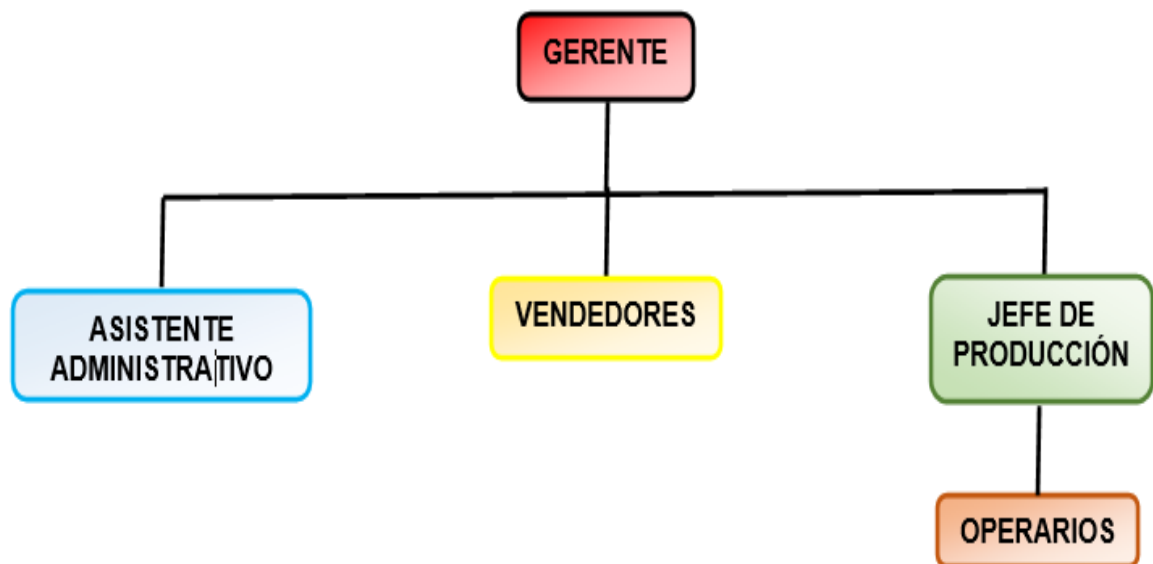 GERENTE
ASISTENTE
ADMINISTRATIVO
VENDEDORES
JEFE DE
PRODUCCIÓN
OPERARIOS